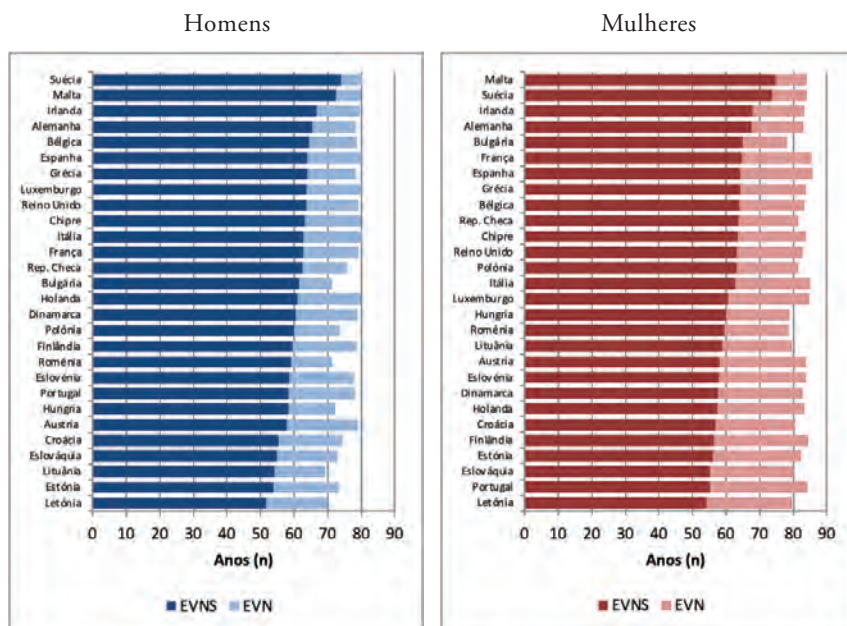 Homens
Suécia
Malta
Irlanda
Alemanha
Bélgica
Espanha
Grécia
Luxemburgo
Reino Unido
Chipre
Itália
França
Rep. Checa
Bulgária
Holanda
Dinamarca
Polónia
Finlândia
Roménia
Eslovénia
Portugal
Hungria
Austria
Croácia
Eslováquia
Lituânia
Estónia
Letónia
0 10 20 30 40 50 60 70 80 90
Anos (n)
EVNS EVN
Mulheres
Malta
Suécia
Irlanda
Alemanha
Bulgária
França
Espanha
Grécia
Bélgica
Rep. Checa
Chipre
Reino Unido
Polónia
Itália
Luxemburgo
Hungria
Roménia
Lituânia
Austria
Eslovénia
Dinamarca
Holanda
Croácia
Finlândia
Estónia
Eslováquia
Portugal
Letónia
0 10 20 30 40 50 60 70 80 90
Anos (n)
EVNS EVN